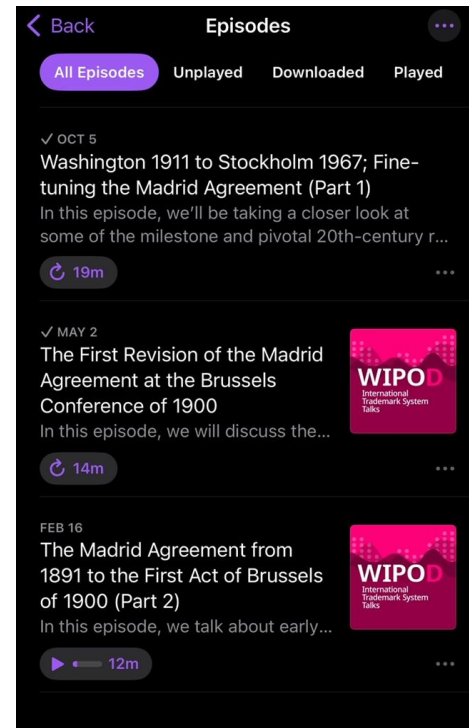 Back
Episodes
All Episodes Unplayed Downloaded Played
OCT 5
Washington 1911 to Stockholm 1967; Fine-
tuning the Madrid Agreement (Part 1)
In this episode, we’ll be taking a closer look at
some of the milestone and pivotal 20th-century r...
19m
MAY 2
The First Revision of the Madrid
Agreement at the Brussels
Conference of 1900
In this episode, we will discuss the...
WIPOD
International
Trademark System
Talks
14m
FEB 16
The Madrid Agreement from
1891 to the First Act of Brussels
of 1900 (Part 2)
In this episode, we talk about early...
WIPOD
International
Trademark System
Talks
12m